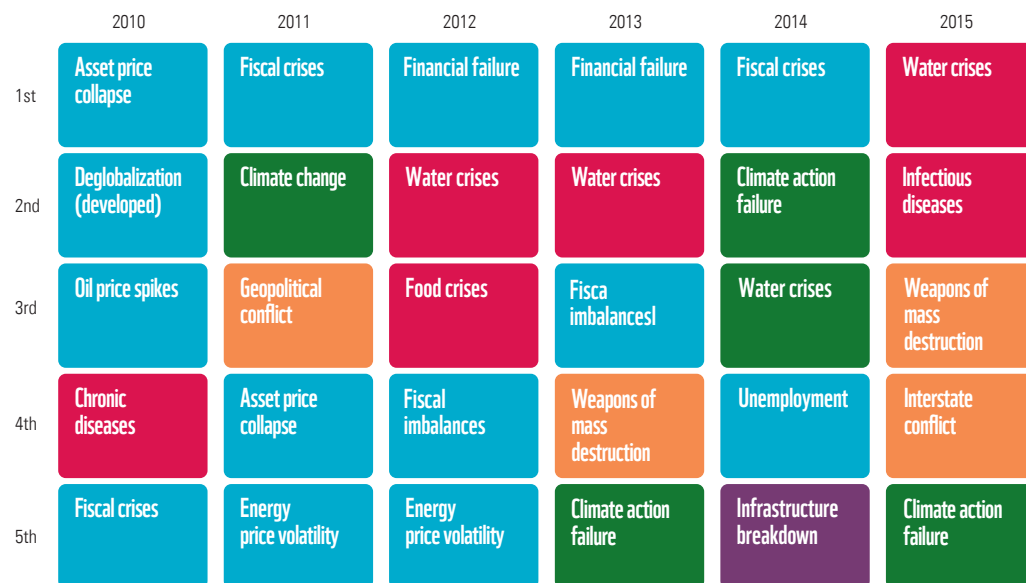 2010 2011 2012 2013 2014 2015
1st
Asset price
collapse
Fiscal crises
Financial failure
Financial failure
Fiscal crises
Water crises
2nd
Deglobalization
(developed)
Climate change
Water crises
Water crises
Climate action
failure
Infectious
diseases
3rd
Oil price spikes
Geopolitical
conflict
Food crises
Fisca
imbalancesl
Water crises
Weapons of
mass
destruction
4th
Chronic
diseases
Asset price
collapse
Fiscal
imbalances
Weapons of
mass
destruction
Unemployment
Interstate
conflict
5th
Fiscal crises
Energy
price volatility
Energy
price volatility
Climate action
failure
Infrastructure
breakdown
Climate action
failure